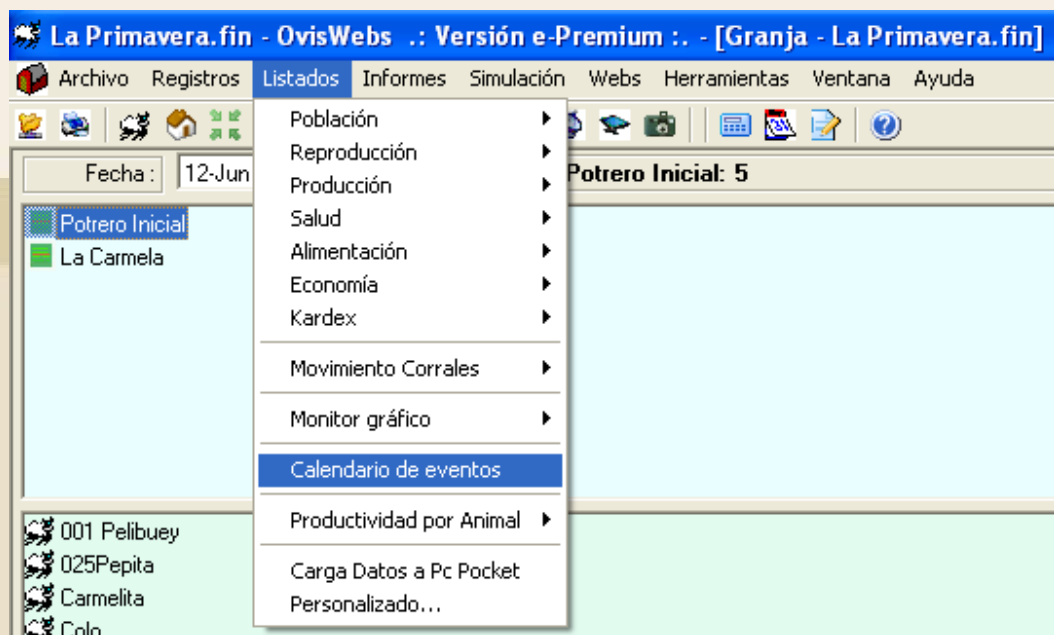 La Primavera.fin - OvisWebs .: Versión e-Premium :. - [Granja - La Primavera.fin]
Archivo Registros Listados Informes Simulación Webs Herramientas Ventana Ayuda
Fecha : 12-Jun
Potrero Inicial: 5
Potrero Inicial
La Carmela
Población
Reproducción
Producción
Salud
Alimentación
Economía
Kardex
Movimiento Corrales
Monitor gráfico
Calendario de eventos
Productividad por Animal
Carga Datos a Pc Pocket
Personalizado...
001 Pelibuey
025Pepita
Carmelita
Colo